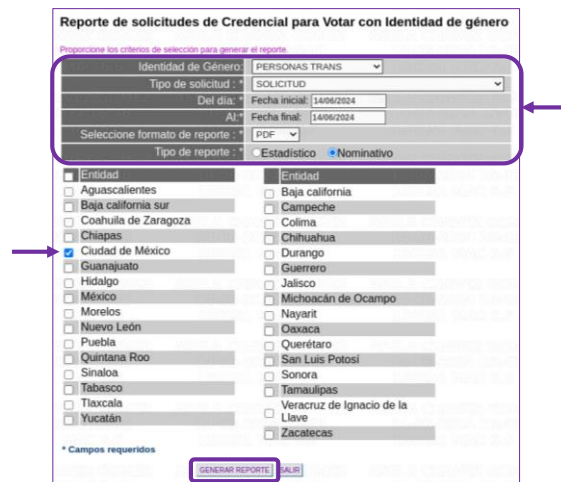 Reporte de solicitudes de Credencial para Votar con Identidad de género
Proporcione los criterios de selección para generar el reporte.
Identidad de Género: PERSONAS TRANS
Tipo de solicitud : * SOLICITUD
Del día: * Fecha inicial: 14/06/2024
Al:* Fecha final: 14/06/2024
Seleccione formato de reporte : * PDF
Tipo de reporte : * Estadístico Nominativo
Entidad Entidad
Aguascalientes Baja california
Baja california sur Campeche
Coahuila de Zaragoza Colima
Chiapas Chihuahua
Ciudad de México Durango
Guanajuato Guerrero
Hidalgo Jalisco
México Michoacán de Ocampo
Morelos Nayarit
Nuevo León Oaxaca
Puebla Querétaro
Quintana Roo San Luis Potosí
Sinaloa Sonora
Tabasco Tamaulipas
Tlaxcala Veracruz de Ignacio de la
Llave
Yucatán Zacatecas
* Campos requeridos
GENERAR REPORTE SALIR